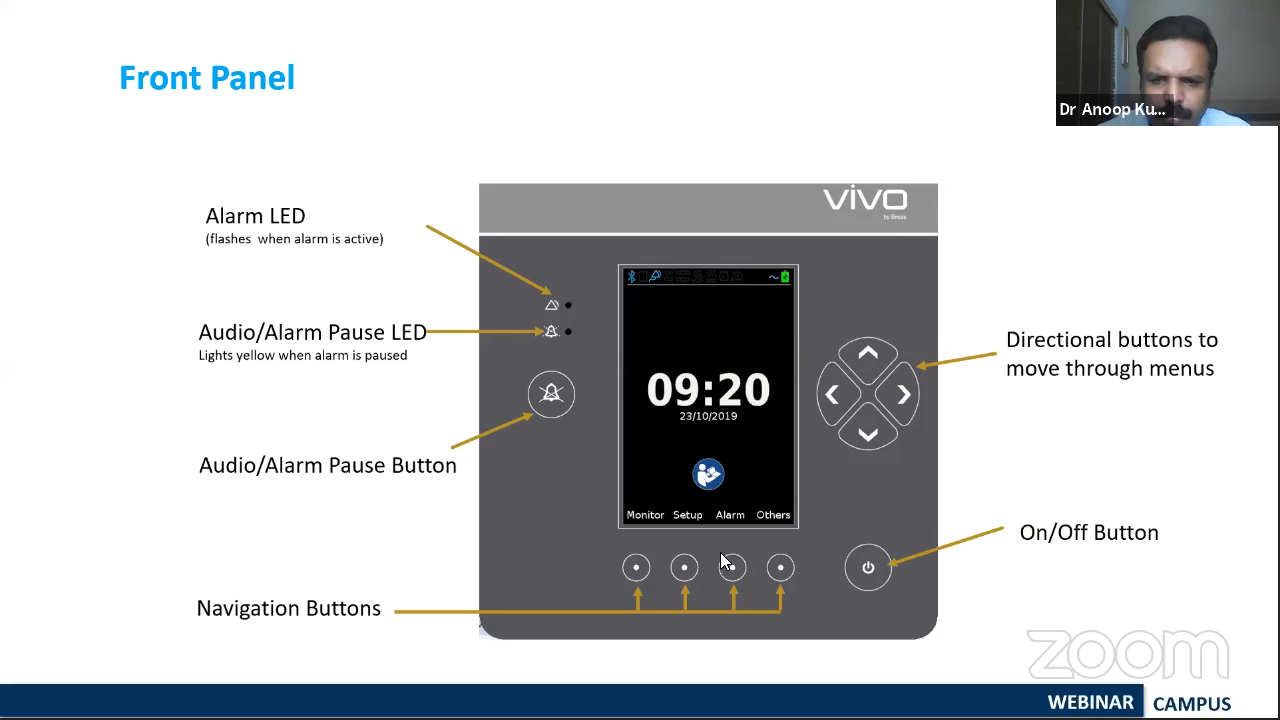 Front Panel
Dr Anoop Ku...
Alarm LED
(flashes when alarm is active)
Audio/Alarm Pause LED
Lights yellow when alarm is paused
Audio/Alarm Pause Button
Navigation Buttons
vivo
by Breas
09:20
23/10/2019
Monitor Setup Alarm Others
Directional buttons to
move through menus
On/Off Button
zoom
WEBINAR CAMPUS